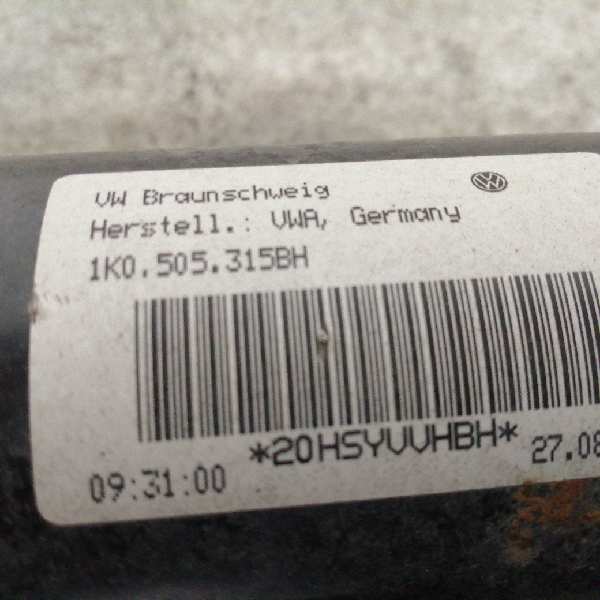 VW Braunschweig
Herstell.: VWA, Germany
1K0.505.315BH
*20HSYVVHBH*
09:31:00 27.08